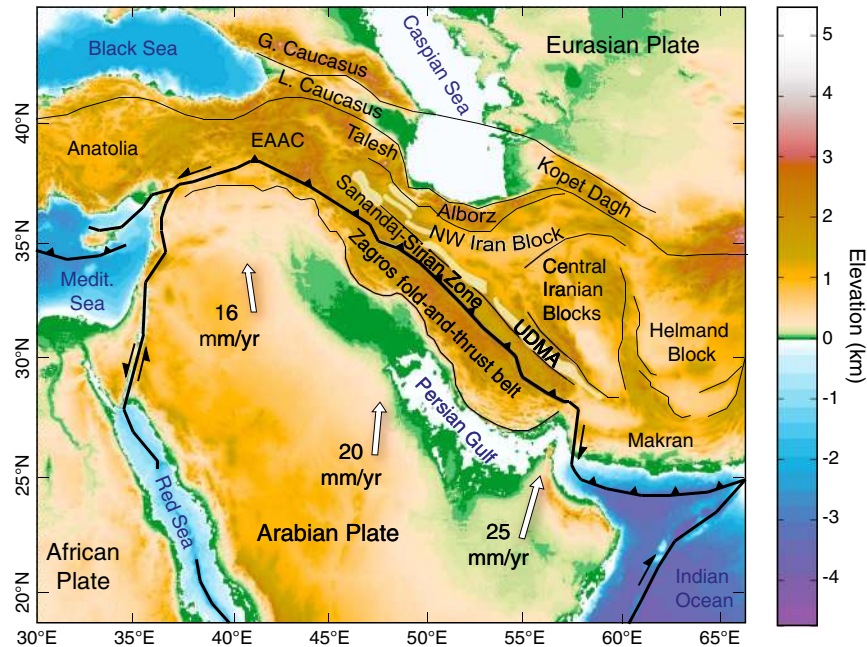 Black Sea
G. Caucasus
Caspian Sea
Eurasian Plate
L. Caucasus
Anatolia
EAAC
Talesh
Kopet Dagh
Sanandaj-Sirjan Zone
Alborz
NW Iran Block
Medit.
Sea
Zagros fold-and-thrust belt
Central
Iranian
Blocks
16
mm/yr
UDMA
Helmand
Block
Persian Gulf
20
mm/yr
Makran
Red Sea
Arabian Plate
25
mm/yr
African
Plate
Indian
Ocean
40°N
35°N
30°N
25°N
20°N
30°E
35°E
40°E
45°E
50°E
55°E
60°E
65°E
5
4
3
2
1
0
-1
-2
-3
-4
Elevation (km)